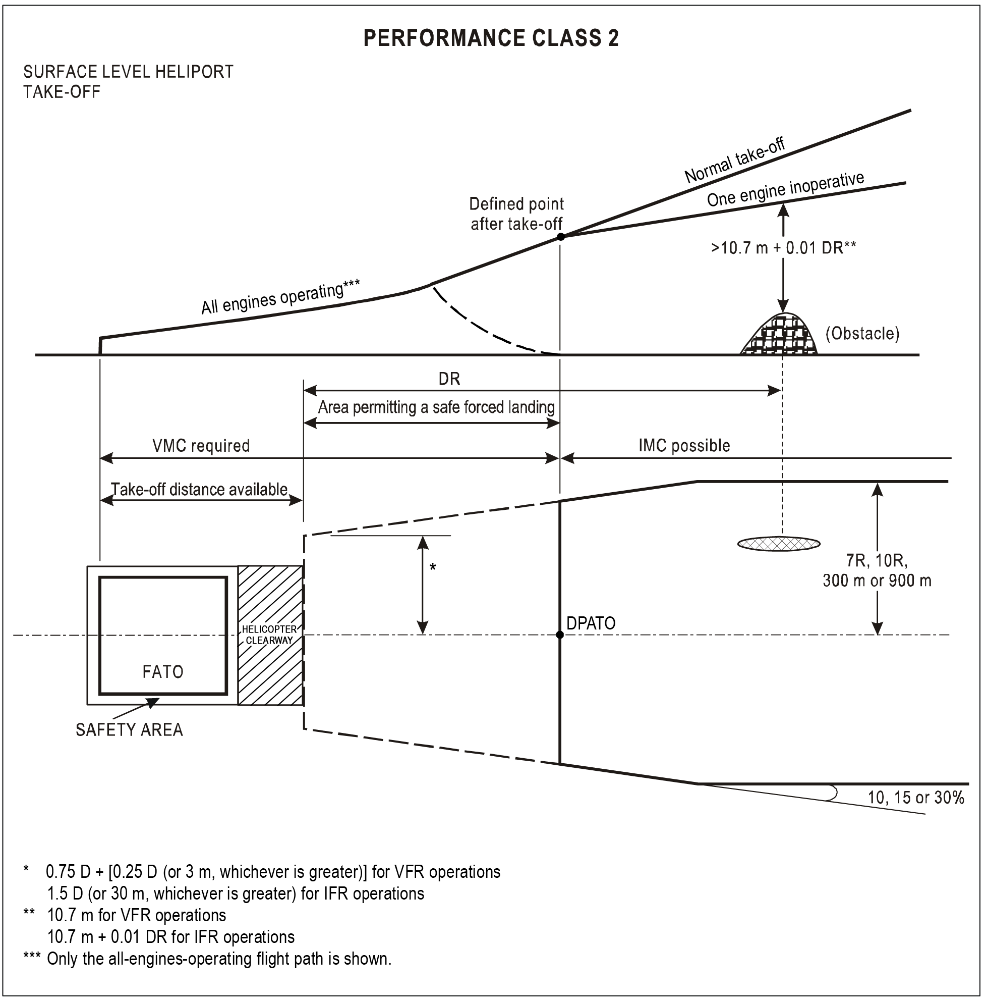 PERFORMANCE CLASS 2
SURFACE LEVEL HELIPORT
TAKE-OFF
Normal take-off
One engine inoperative
Defined point
after take-off
>10.7 m + 0.01 DR**
All engines operating***
(Obstacle)
DR
Area permitting a safe forced landing
VMC required
IMC possible
Take-off distance available
*
7R, 10R,
300 m or 900 m
HELICOPTER
CLEARWAY
DPATO
FATO
SAFETY AREA
10, 15 or 30%
* 0.75 D + [0.25 D (or 3 m, whichever is greater)] for VFR operations
1.5 D (or 30 m, whichever is greater) for IFR operations
** 10.7 m for VFR operations
10.7 m + 0.01 DR for IFR operations
*** Only the all-engines-operating flight path is shown.